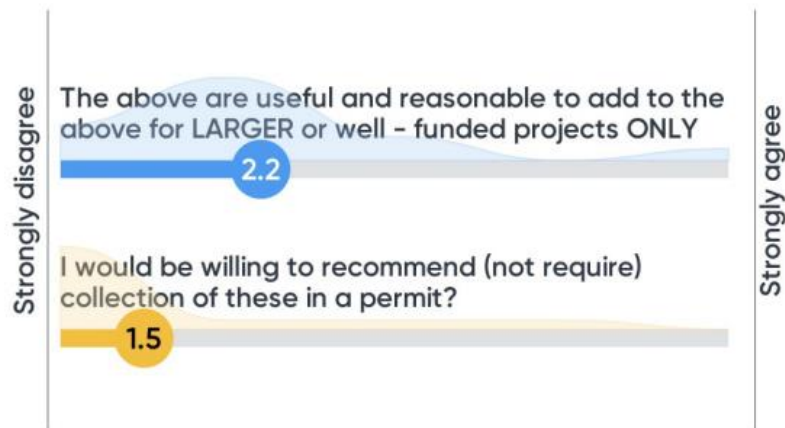 Strongly disagree
The above are useful and reasonable to add to the
above for LARGER or well - funded projects ONLY
2.2
I would be willing to recommend (not require)
collection of these in a permit?
1.5
Strongly agree